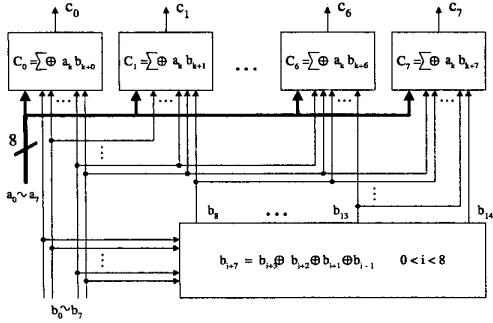 c₀ c₁ c₆ c₇
C₀=∑⊕ aₖ bₖ₊₀ C₁=∑⊕ aₖ bₖ₊₁ ... C₆=∑⊕ aₖ bₖ₊₆ C₇=∑⊕ aₖ bₖ₊₇
... ... ... ...
8
a₀~a₇
b₈ ... b₁₃ b₁₄
bᵢ₊₇ = bᵢ₊₃⊕ bᵢ₊₂⊕bᵢ₊₁⊕bᵢ₋₁ 0<i<8
b₀~b₇